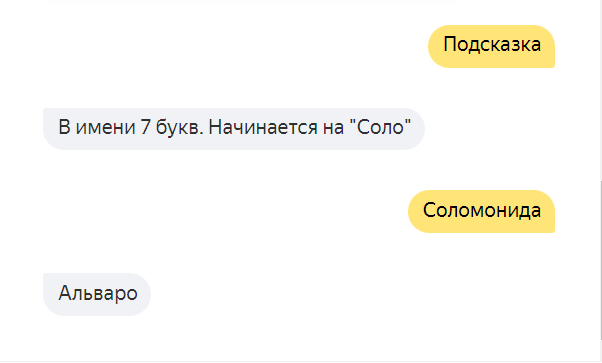 Подсказка
В имени 7 букв. Начинается на "Соло"
Соломонида
Альваро